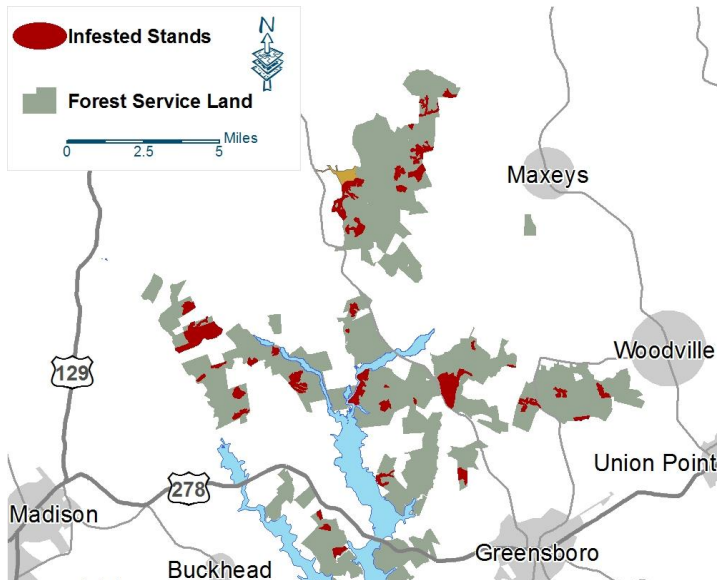 Infested Stands
N
Forest Service Land
Miles
0 2.5 5
Maxeys
Woodville
129
Union Point
278
Madison
Greensboro
Buckhead